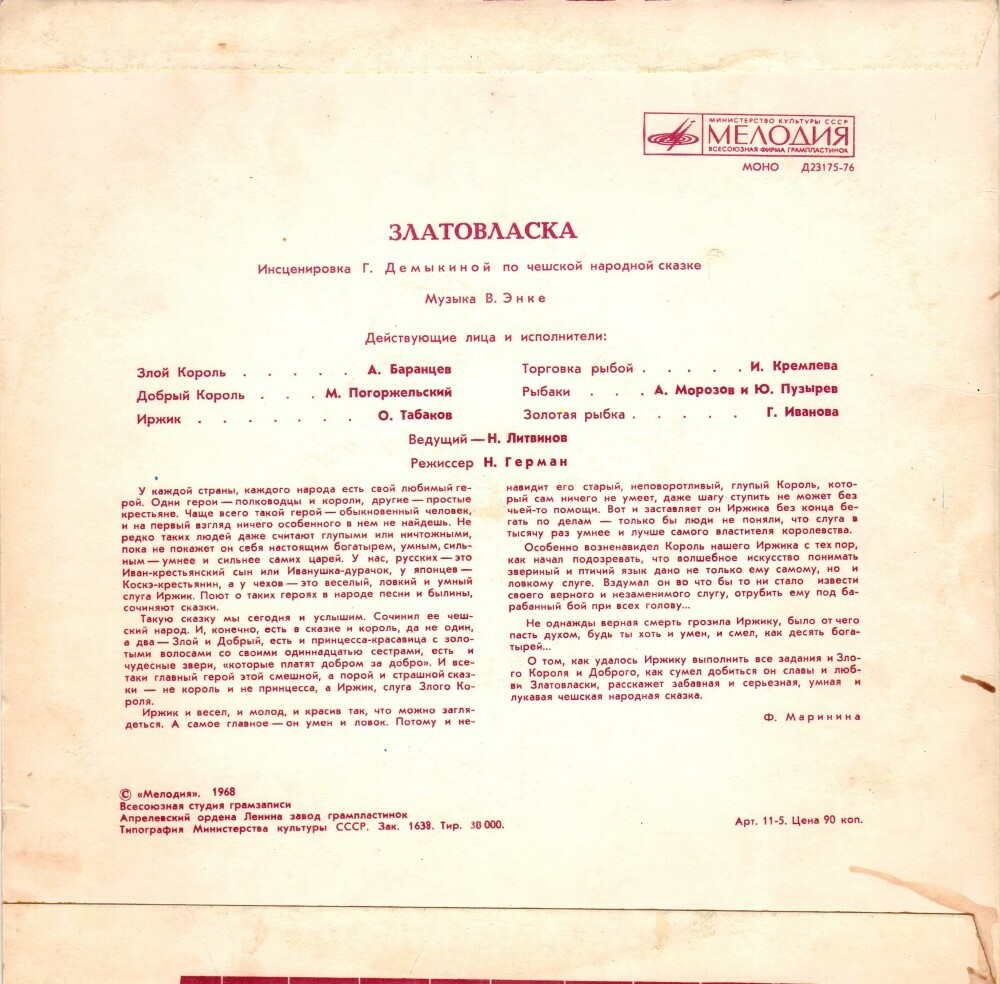 МИНИСТЕРСТВО КУЛЬТУРЫ СССР
МЕЛОДИЯ
ВСЕСОЮЗНАЯ ФИРМА ГРАМПЛАСТИНОК
МОНО Д23175-76
ЗЛАТОВЛАСКА
Инсценировка Г. Демыкиной по чешской народной сказке
Музыка В. Энке
Действующие лица и исполнители:
Злой Король . . . . . А. Баранцев
Добрый Король . . . М. Погоржельский
Иржик . . . . . . . О. Табаков
Торговка рыбой . . . . . И. Кремлева
Рыбаки . . . А. Морозов и Ю. Пузырев
Золотая рыбка . . . . . Г. Иванова
Ведущий — Н. Литвинов
Режиссер Н. Герман
У каждой страны, каждого народа есть свой любимый ге-
рой. Одни герои — полководцы и короли, другие — простые
крестьяне. Чаще всего такой герой — обыкновенный человек,
и на первый взгляд ничего особенного в нем не найдешь. Не
редко таких людей даже считают глупыми или ничтожными,
пока не покажет он себя настоящим богатырем, умным, силь-
ным — умнее и сильнее самих царей. У нас, русских — это
Иван-крестьянский сын или Иванушка-дурачок, у японцев —
Коскэ-крестьянин, а у чехов — это веселый, ловкий и умный
слуга Иржик. Поют о таких героях в народе песни и былины,
сочиняют сказки.
Такую сказку мы сегодня и услышим. Сочинил ее чеш-
ский народ. И, конечно, есть в сказке и король, да не один,
а два — Злой и Добрый, есть и принцесса-красавица с золо-
тыми волосами со своими одиннадцатью сестрами, есть и
чудесные звери, «которые платят добром за добро». И все-
таки главный герой этой смешной, а порой и страшной сказ-
ки — не король и не принцесса, а Иржик, слуга Злого Ко-
роля.
Иржик и весел, и молод, и красив так, что можно загля-
деться. А самое главное — он умен и ловок. Потому и не-
навидит его старый, неповоротливый, глупый Король, кото-
рый сам ничего не умеет, даже шагу ступить не может без
чьей-то помощи. Вот и заставляет он Иржика без конца бе-
гать по делам — только бы люди не поняли, что слуга в
тысячу раз умнее и лучше самого властителя королевства.
Особенно возненавидел Король нашего Иржика с тех пор,
как начал подозревать, что волшебное искусство понимать
звериный и птичий язык дано не только ему самому, но и
ловкому слуге. Вздумал он во что бы то ни стало извести
своего верного и незаменимого слугу, отрубить ему под ба-
рабанный бой при всех голову...
Не однажды верная смерть грозила Иржику, было от чего
пасть духом, будь ты хоть и умен, и смел, как десять бога-
тырей...
О том, как удалось Иржику выполнить все задания и Зло-
го Короля и Доброго, как сумел добиться он славы и люб-
ви Златовласки, расскажет забавная и серьезная, умная и
лукавая чешская народная сказка.
Ф. Маринина
© «Мелодия». 1968
Всесоюзная студия грамзаписи
Апрелевский ордена Ленина завод грампластинок
Типография Министерства культуры СССР. Зак. 1638. Тир. 30 000.
Арт. 11-5. Цена 90 коп.